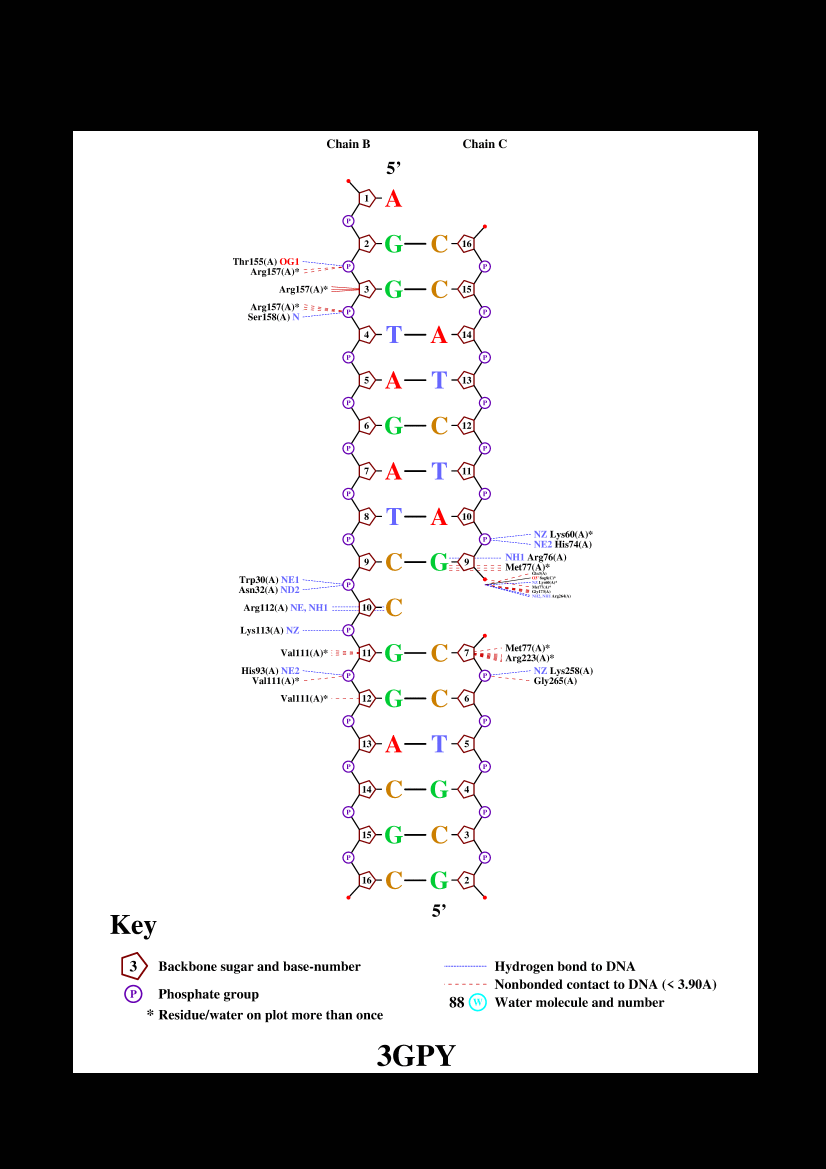 Chain B Chain C
5’
1 A
P
2 G C 16
Thr155(A) OG1 P P
Arg157(A)*
Arg157(A)* 3 G C 15
Arg157(A)* P P
Ser158(A) N
4 T A 14
P P
5 A T 13
P P
6 G C 12
P P
7 A T 11
P P
8 T A 10
P P NZ Lys60(A)*
NE2 His74(A)
9 C G 9 NH1 Arg76(A)
Met77(A)*
Trp30(A) NE1 P
Asn32(A) ND2
Arg112(A) NE, NH1 10 C
Lys113(A) NZ P
Val111(A)* 11 G C 7 Met77(A)*
Arg223(A)*
His93(A) NE2 P P NZ Lys258(A)
Val111(A)* Gly265(A)
Val111(A)* 12 G C 6
P P
13 A T 5
P P
14 C G 4
P P
15 G C 3
P P
16 C G 2
5’
Key
3 Backbone sugar and base-number
P Phosphate group
* Residue/water on plot more than once
Hydrogen bond to DNA
Nonbonded contact to DNA (< 3.90A)
88 W Water molecule and number
3GPY